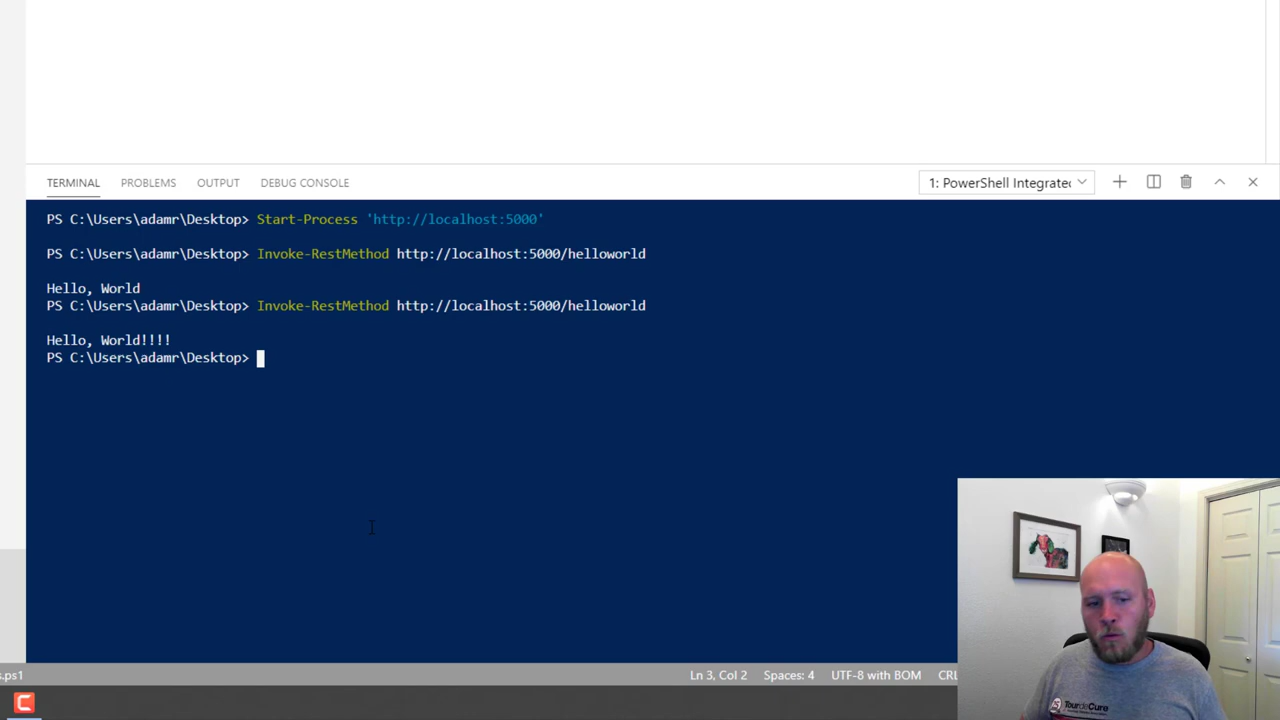 TERMINAL PROBLEMS OUTPUT DEBUG CONSOLE 1: PowerShell Integrated
PS C:\Users\adamr\Desktop> Start-Process 'http://localhost:5000'
PS C:\Users\adamr\Desktop> Invoke-RestMethod http://localhost:5000/helloworld
Hello, World
PS C:\Users\adamr\Desktop> Invoke-RestMethod http://localhost:5000/helloworld
Hello, World!!!!
PS C:\Users\adamr\Desktop>
.ps1 Ln 3, Col 2 Spaces: 4 UTF-8 with BOM CRL
TourdeCure